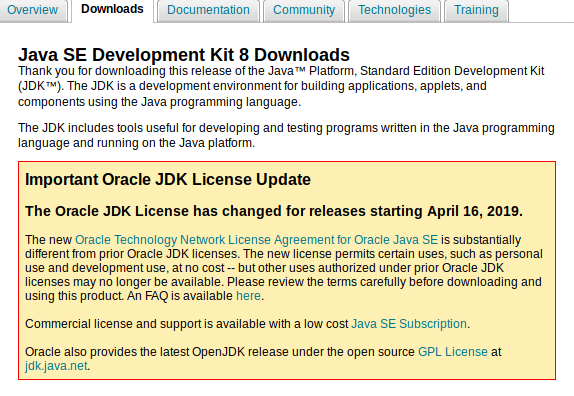 Overview Downloads Documentation Community Technologies Training
Java SE Development Kit 8 Downloads
Thank you for downloading this release of the Java™ Platform, Standard Edition Development Kit
(JDK™). The JDK is a development environment for building applications, applets, and
components using the Java programming language.
The JDK includes tools useful for developing and testing programs written in the Java programming
language and running on the Java platform.
Important Oracle JDK License Update
The Oracle JDK License has changed for releases starting April 16, 2019.
The new Oracle Technology Network License Agreement for Oracle Java SE is substantially
different from prior Oracle JDK licenses. The new license permits certain uses, such as personal
use and development use, at no cost -- but other uses authorized under prior Oracle JDK
licenses may no longer be available. Please review the terms carefully before downloading and
using this product. An FAQ is available here.
Commercial license and support is available with a low cost Java SE Subscription.
Oracle also provides the latest OpenJDK release under the open source GPL License at
jdk.java.net.